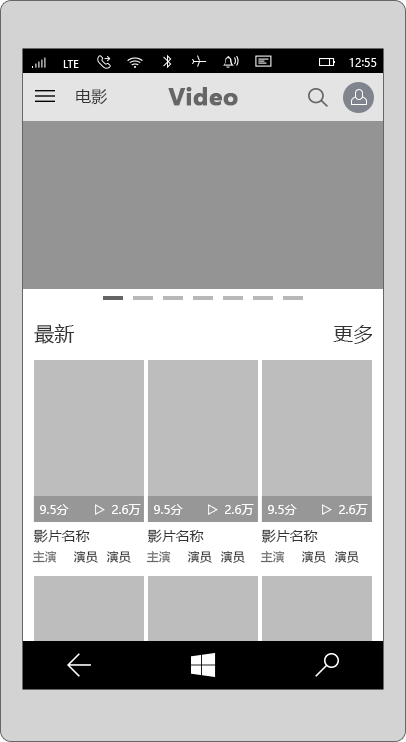 LTE 12:55
电影 Video
最新 更多
9.5分 2.6万 9.5分 2.6万 9.5分 2.6万
影片名称 影片名称 影片名称
主演 演员 演员 主演 演员 演员 主演 演员 演员